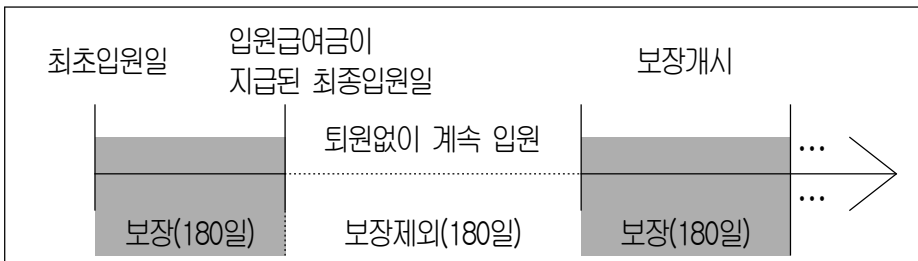 최초입원일
입원급여금이
지급된 최종입원일
보장개시
퇴원없이 계속 입원
...
...
보장(180일)
보장제외(180일)
보장(180일)